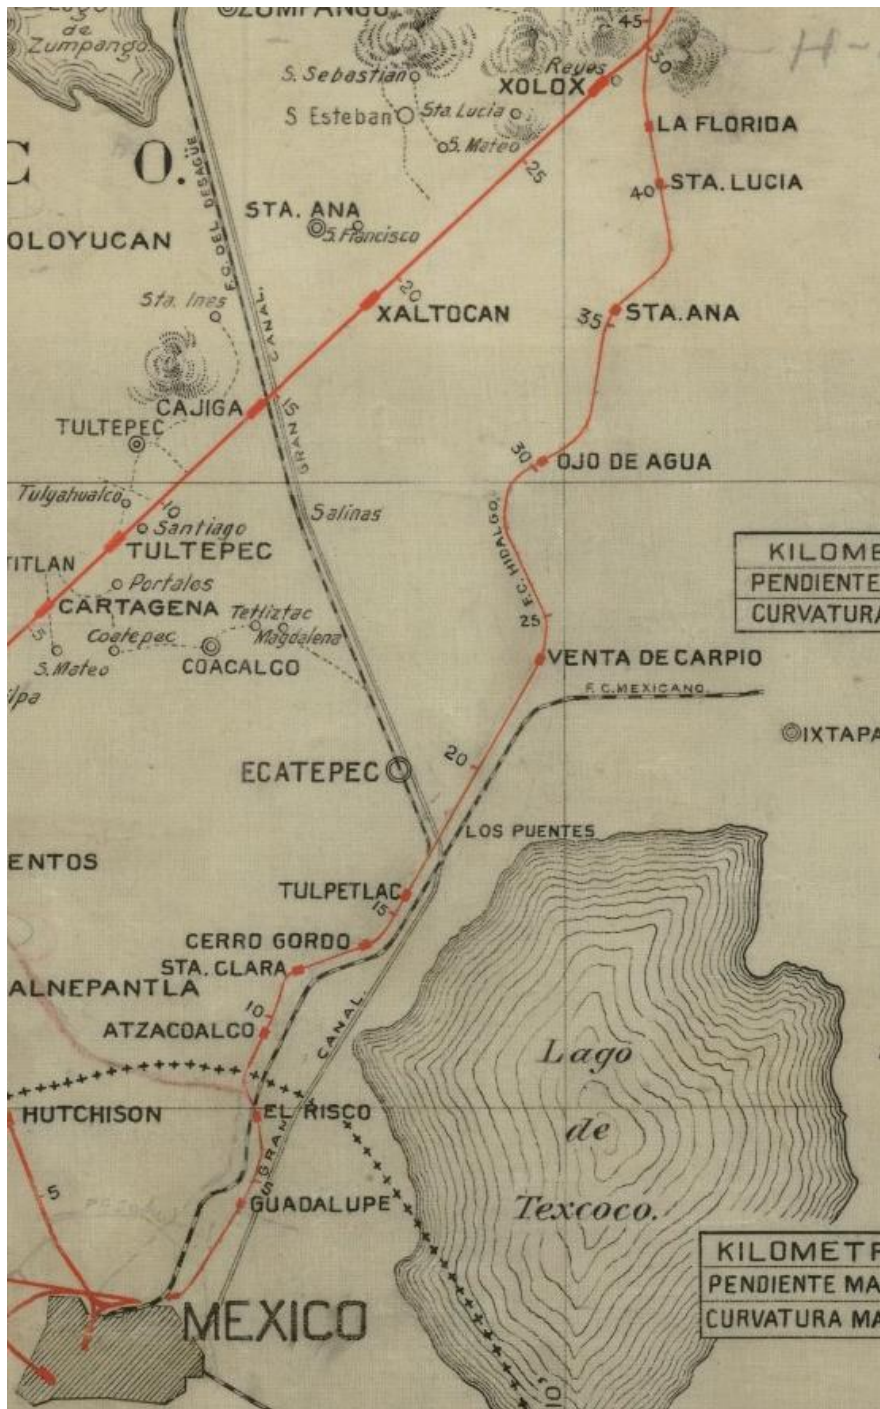 ZUMPANGO
Lago
de
Zumpango
45
50
H-
S. Sebastian
Reyes
XOLOX
S Esteban
Sta. Lucia
LA FLORIDA
S. Mateo
C O.
25
40
STA. LUCIA
STA. ANA
S. Francisco
OLOYUCAN
F.C. DEL DESAGÜE
20
Sta. Ines
XALTOCAN
GRAN CANAL.
35
STA. ANA
CAJIGA
15
TULTEPEC
30
OJO DE AGUA
Tulyahualco
10
Salinas
F.C. HIDALGO.
Santiago
TULTEPEC
KILOME
TITLAN
PENDIENTE
Portales
CARTAGENA
CURVATURA
5
Tetliztac
25
Coatepec
Magdalena
S. Mateo
COACALCO
VENTA DE CARPIO
lpa
F. C. MEXICANO.
IXTAPA
20
ECATEPEC
LOS PUENTES
ENTOS
TULPETLAC
15
CERRO GORDO
STA. CLARA
ALNEPANTLA
10
ATZACOALCO
GRAN CANAL
Lago
de
Texcoco.
HUTCHISON
EL RISCO
5
5
GUADALUPE
KILOMETR
PENDIENTE MA
CURVATURA MA
MEXICO
10